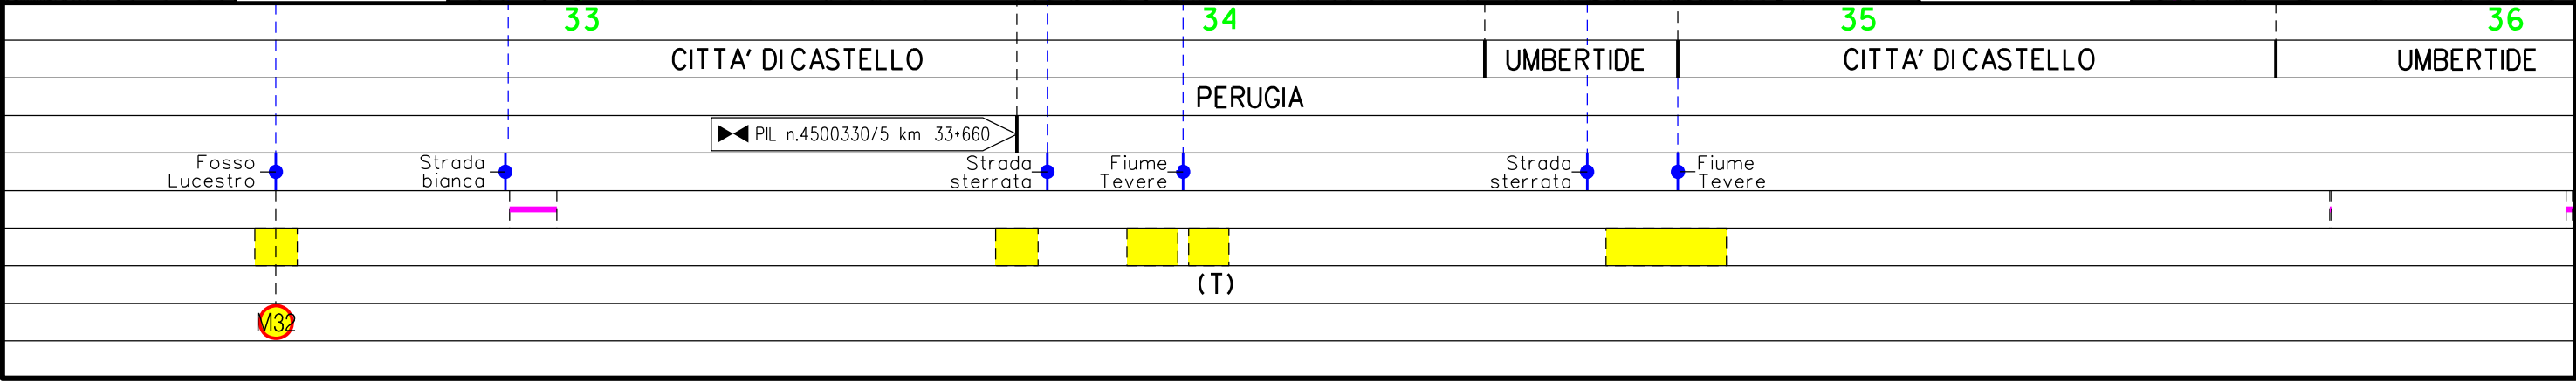 33 34 35 36
CITTA' DI CASTELLO UMBERTIDE CITTA' DI CASTELLO UMBERTIDE
PERUGIA
PIL n.4500330/5 km 33+660
Fosso
Lucestro
Strada
bianca
Strada
sterrata
Fiume
Tevere
Strada
sterrata
Fiume
Tevere
(T)
M32